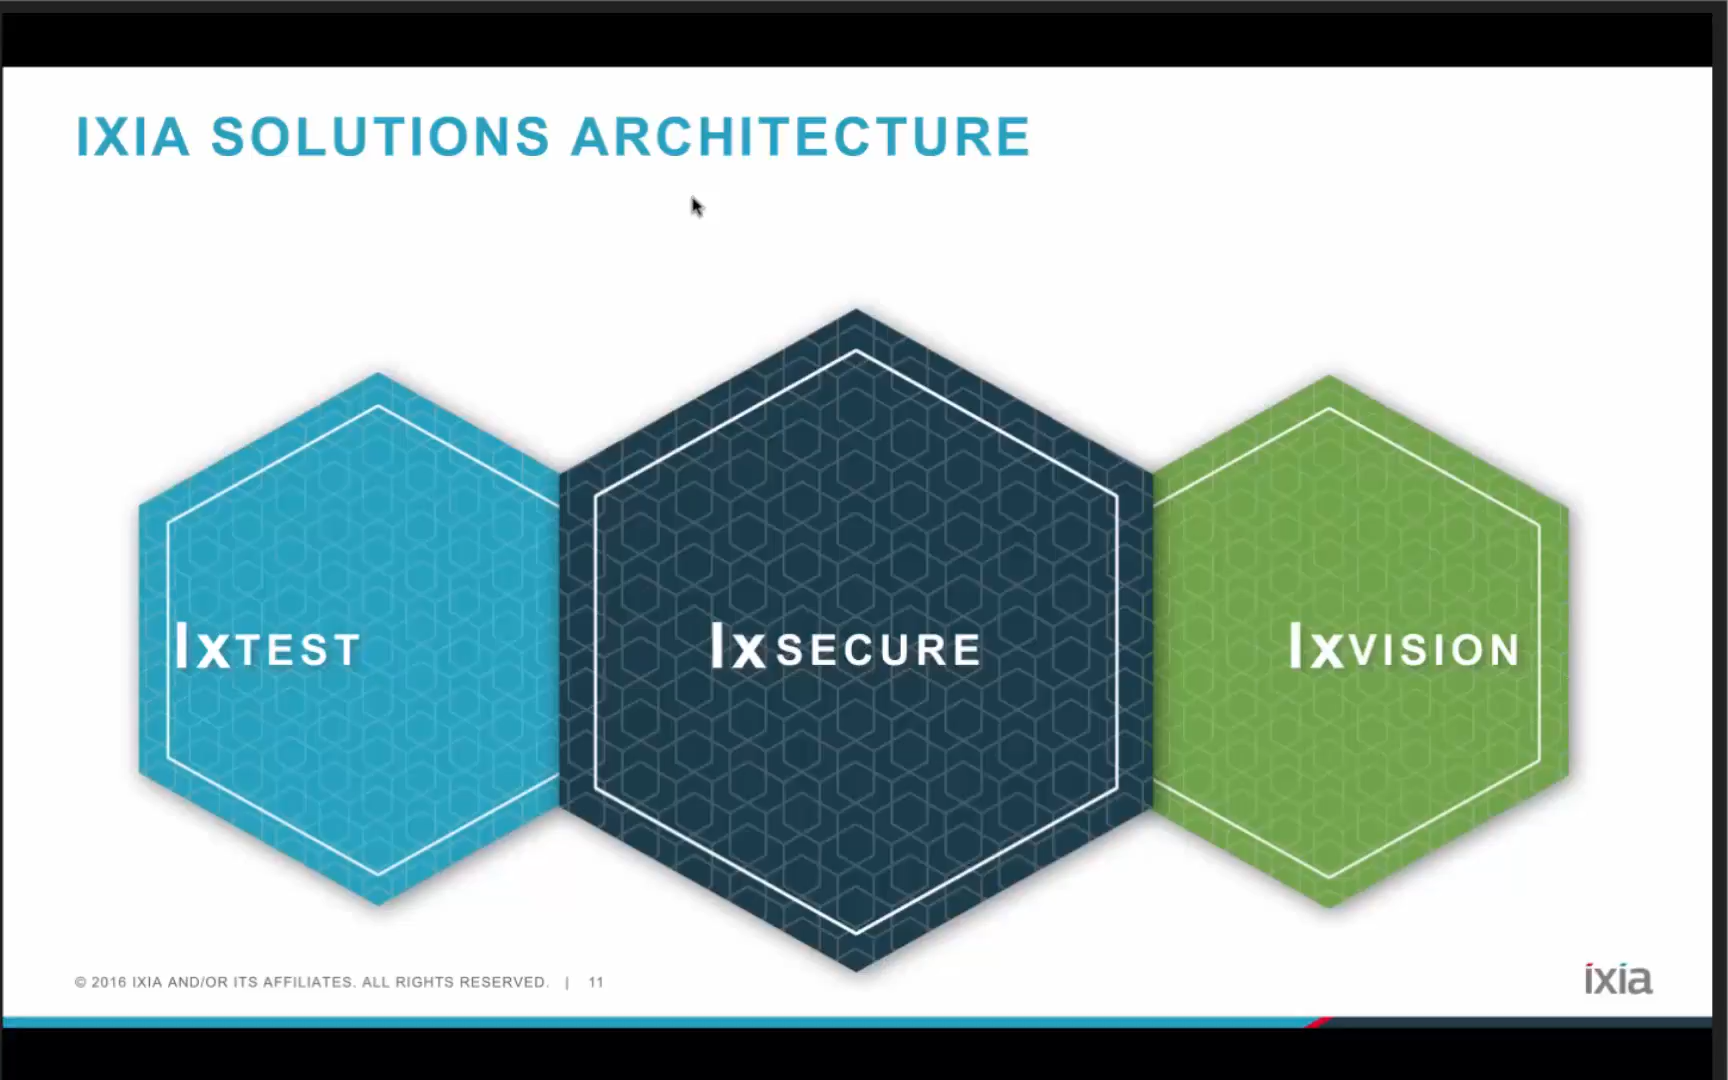 IXIA SOLUTIONS ARCHITECTURE
IxTEST
IxSECURE
IxVISION
© 2016 IXIA AND/OR ITS AFFILIATES. ALL RIGHTS RESERVED. | 11
ixia